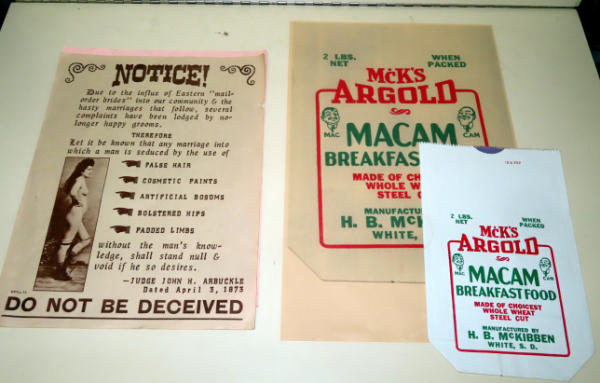 NOTICE!
Due to the influx of Eastern "mail-
order brides" into our community & the
hasty marriages that follow, several
complaints have been lodged by no-
longer happy grooms.
THEREFORE
Let it be known that any marriage into
which a man is seduced by the use of
FALSE HAIR
COSMETIC PAINTS
ARTIFICIAL BOSOMS
BOLSTERED HIPS
PADDED LIMBS
without the man's know-
ledge, shall stand null &
void if he so desires.
—JUDGE JOHN H. ARBUCKLE
Dated April 3, 1873
DO NOT BE DECEIVED
2 LBS. WHEN
NET PACKED
McK'S
ARGOLD
MAC CAM
MACAM
BREAKFAST FOO
MADE OF CHOIC
WHOLE W
STEEL C
MANUFACTU
H. B. McKI
WHITE,
2 LBS. WHEN
NET PACKED
McK'S
ARGOLD
MAC CAM
MACAM
BREAKFAST FOOD
MADE OF CHOICEST
WHOLE WHEAT
STEEL CUT
MANUFACTURED BY
H. B. McKIBBEN
WHITE, S. D.